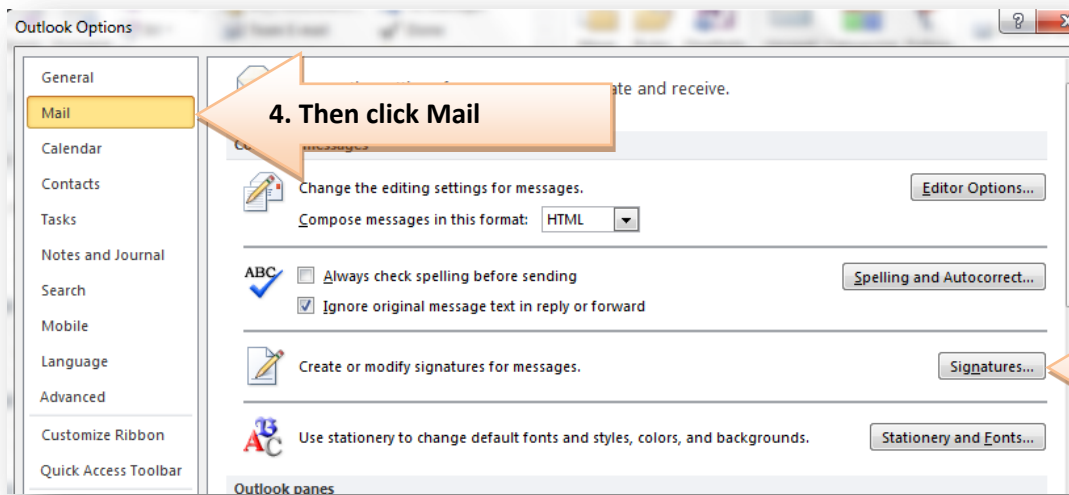 Outlook Options
General
Mail
Calendar
Contacts
Tasks
Notes and Journal
Search
Mobile
Language
Advanced
Customize Ribbon
Quick Access Toolbar
and receive.
4. Then click Mail
messages
Change the editing settings for messages.
Editor Options...
Compose messages in this format: HTML
ABC
Always check spelling before sending
Spelling and Autocorrect...
Ignore original message text in reply or forward
Create or modify signatures for messages.
Signatures...
Use stationery to change default fonts and styles, colors, and backgrounds.
Stationery and Fonts...
Outlook panes